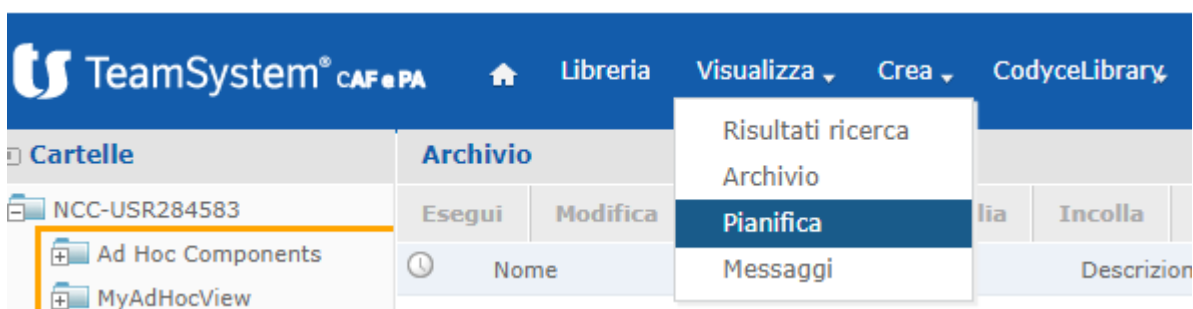 TeamSystem® CAF e PA Libreria Visualizza Crea CodyceLibrary
Cartelle Archivio
Risultati ricerca
Archivio
NCC-USR284583 Esegui Modifica Pianifica lia Incolla
Ad Hoc Components Nome Messaggi Descrizion
MyAdHocView